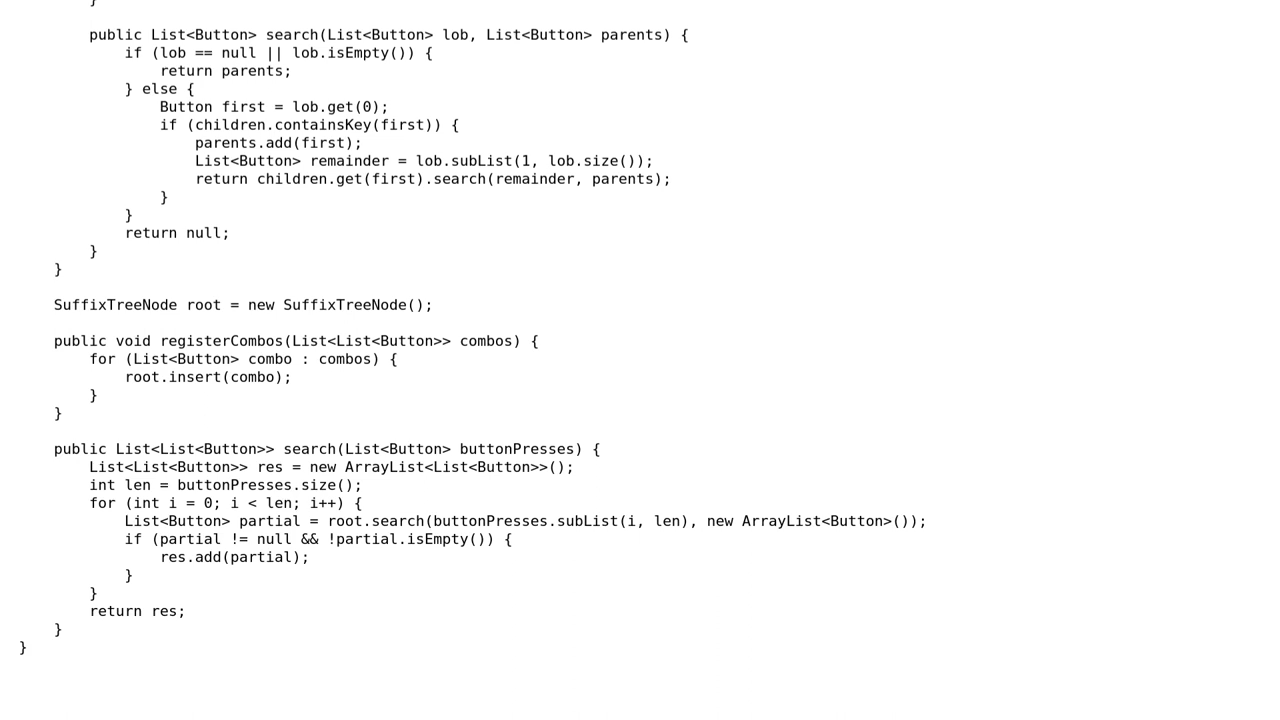 }
public List<Button> search(List<Button> lob, List<Button> parents) {
if (lob == null || lob.isEmpty()) {
return parents;
} else {
Button first = lob.get(0);
if (children.containsKey(first)) {
parents.add(first);
List<Button> remainder = lob.subList(1, lob.size());
return children.get(first).search(remainder, parents);
}
}
return null;
}
}
SuffixTreeNode root = new SuffixTreeNode();
public void registerCombos(List<List<Button>> combos) {
for (List<Button> combo : combos) {
root.insert(combo);
}
}
public List<List<Button>> search(List<Button> buttonPresses) {
List<List<Button>> res = new ArrayList<List<Button>>();
int len = buttonPresses.size();
for (int i = 0; i < len; i++) {
List<Button> partial = root.search(buttonPresses.subList(i, len), new ArrayList<Button>());
if (partial != null && !partial.isEmpty()) {
res.add(partial);
}
}
return res;
}
}